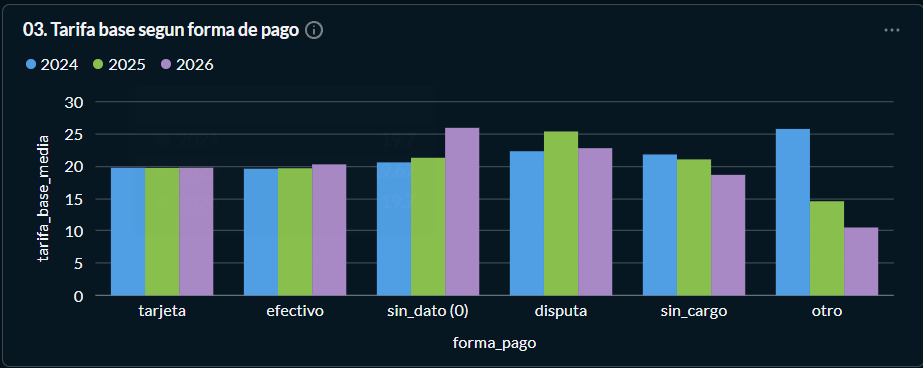 03. Tarifa base segun forma de pago
2024 2025 2026
30
25
20
15
10
5
0
tarifa_base_media
tarjeta efectivo sin_dato (0) disputa sin_cargo otro
forma_pago